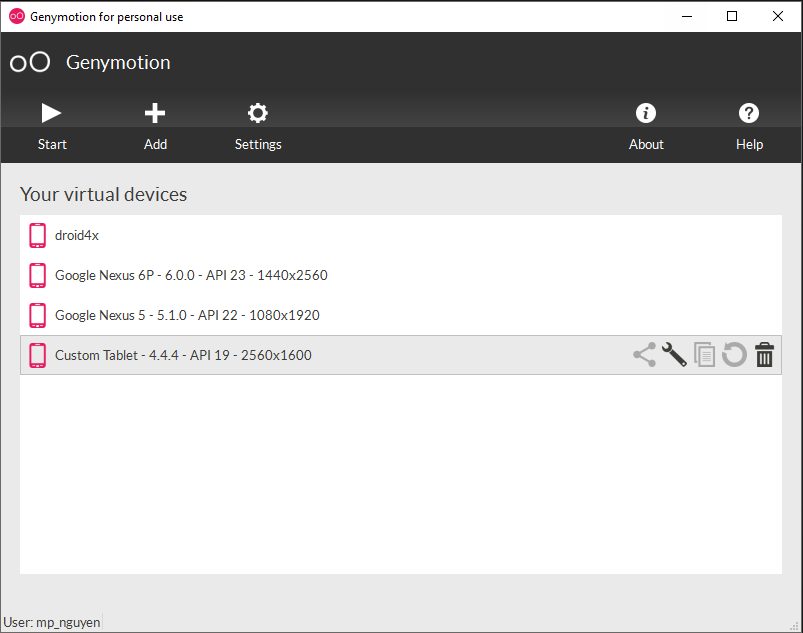 Genymotion for personal use
Genymotion
Start Add Settings About Help
Your virtual devices
droid4x
Google Nexus 6P - 6.0.0 - API 23 - 1440x2560
Google Nexus 5 - 5.1.0 - API 22 - 1080x1920
Custom Tablet - 4.4.4 - API 19 - 2560x1600
User: mp_nguyen